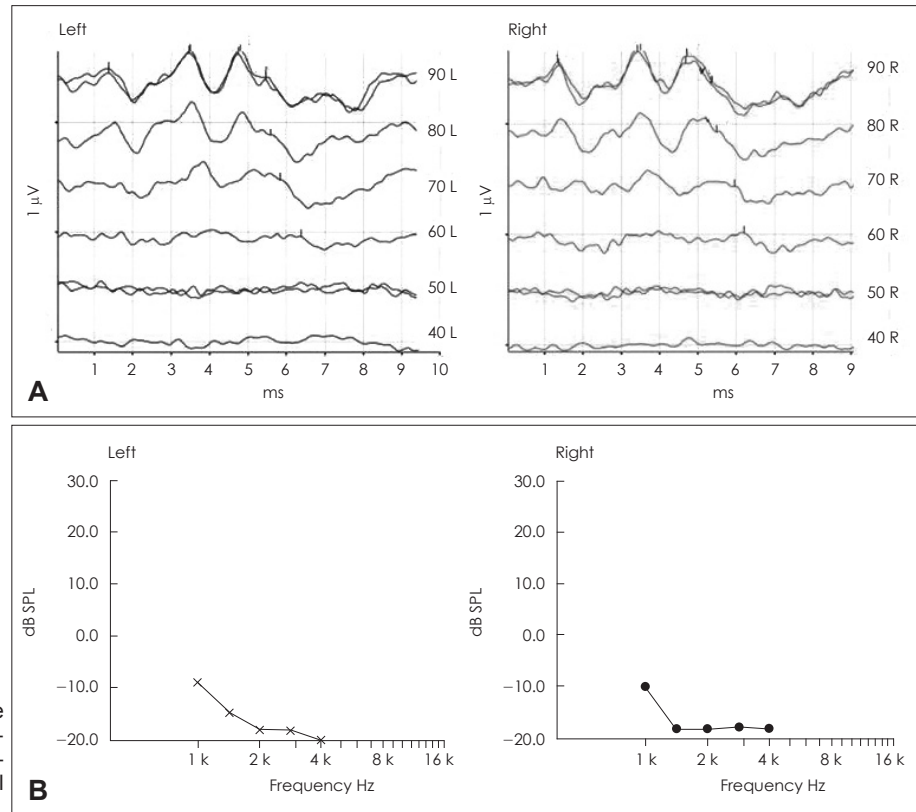 Left
Right
90 L
80 L
70 L
60 L
50 L
40 L
1 µV
1 2 3 4 5 6 7 8 9 10
ms
90 R
80 R
70 R
60 R
50 R
40 R
1 µV
1 2 3 4 5 6 7 8 9
ms
A
Left
Right
30.0
20.0
10.0
0.0
−10.0
−20.0
dB SPL
1 k 2 k 4 k 8 k 16 k
Frequency Hz
30.0
20.0
10.0
0.0
−10.0
−20.0
dB SPL
1 k 2 k 4 k 8 k 16 k
Frequency Hz
B